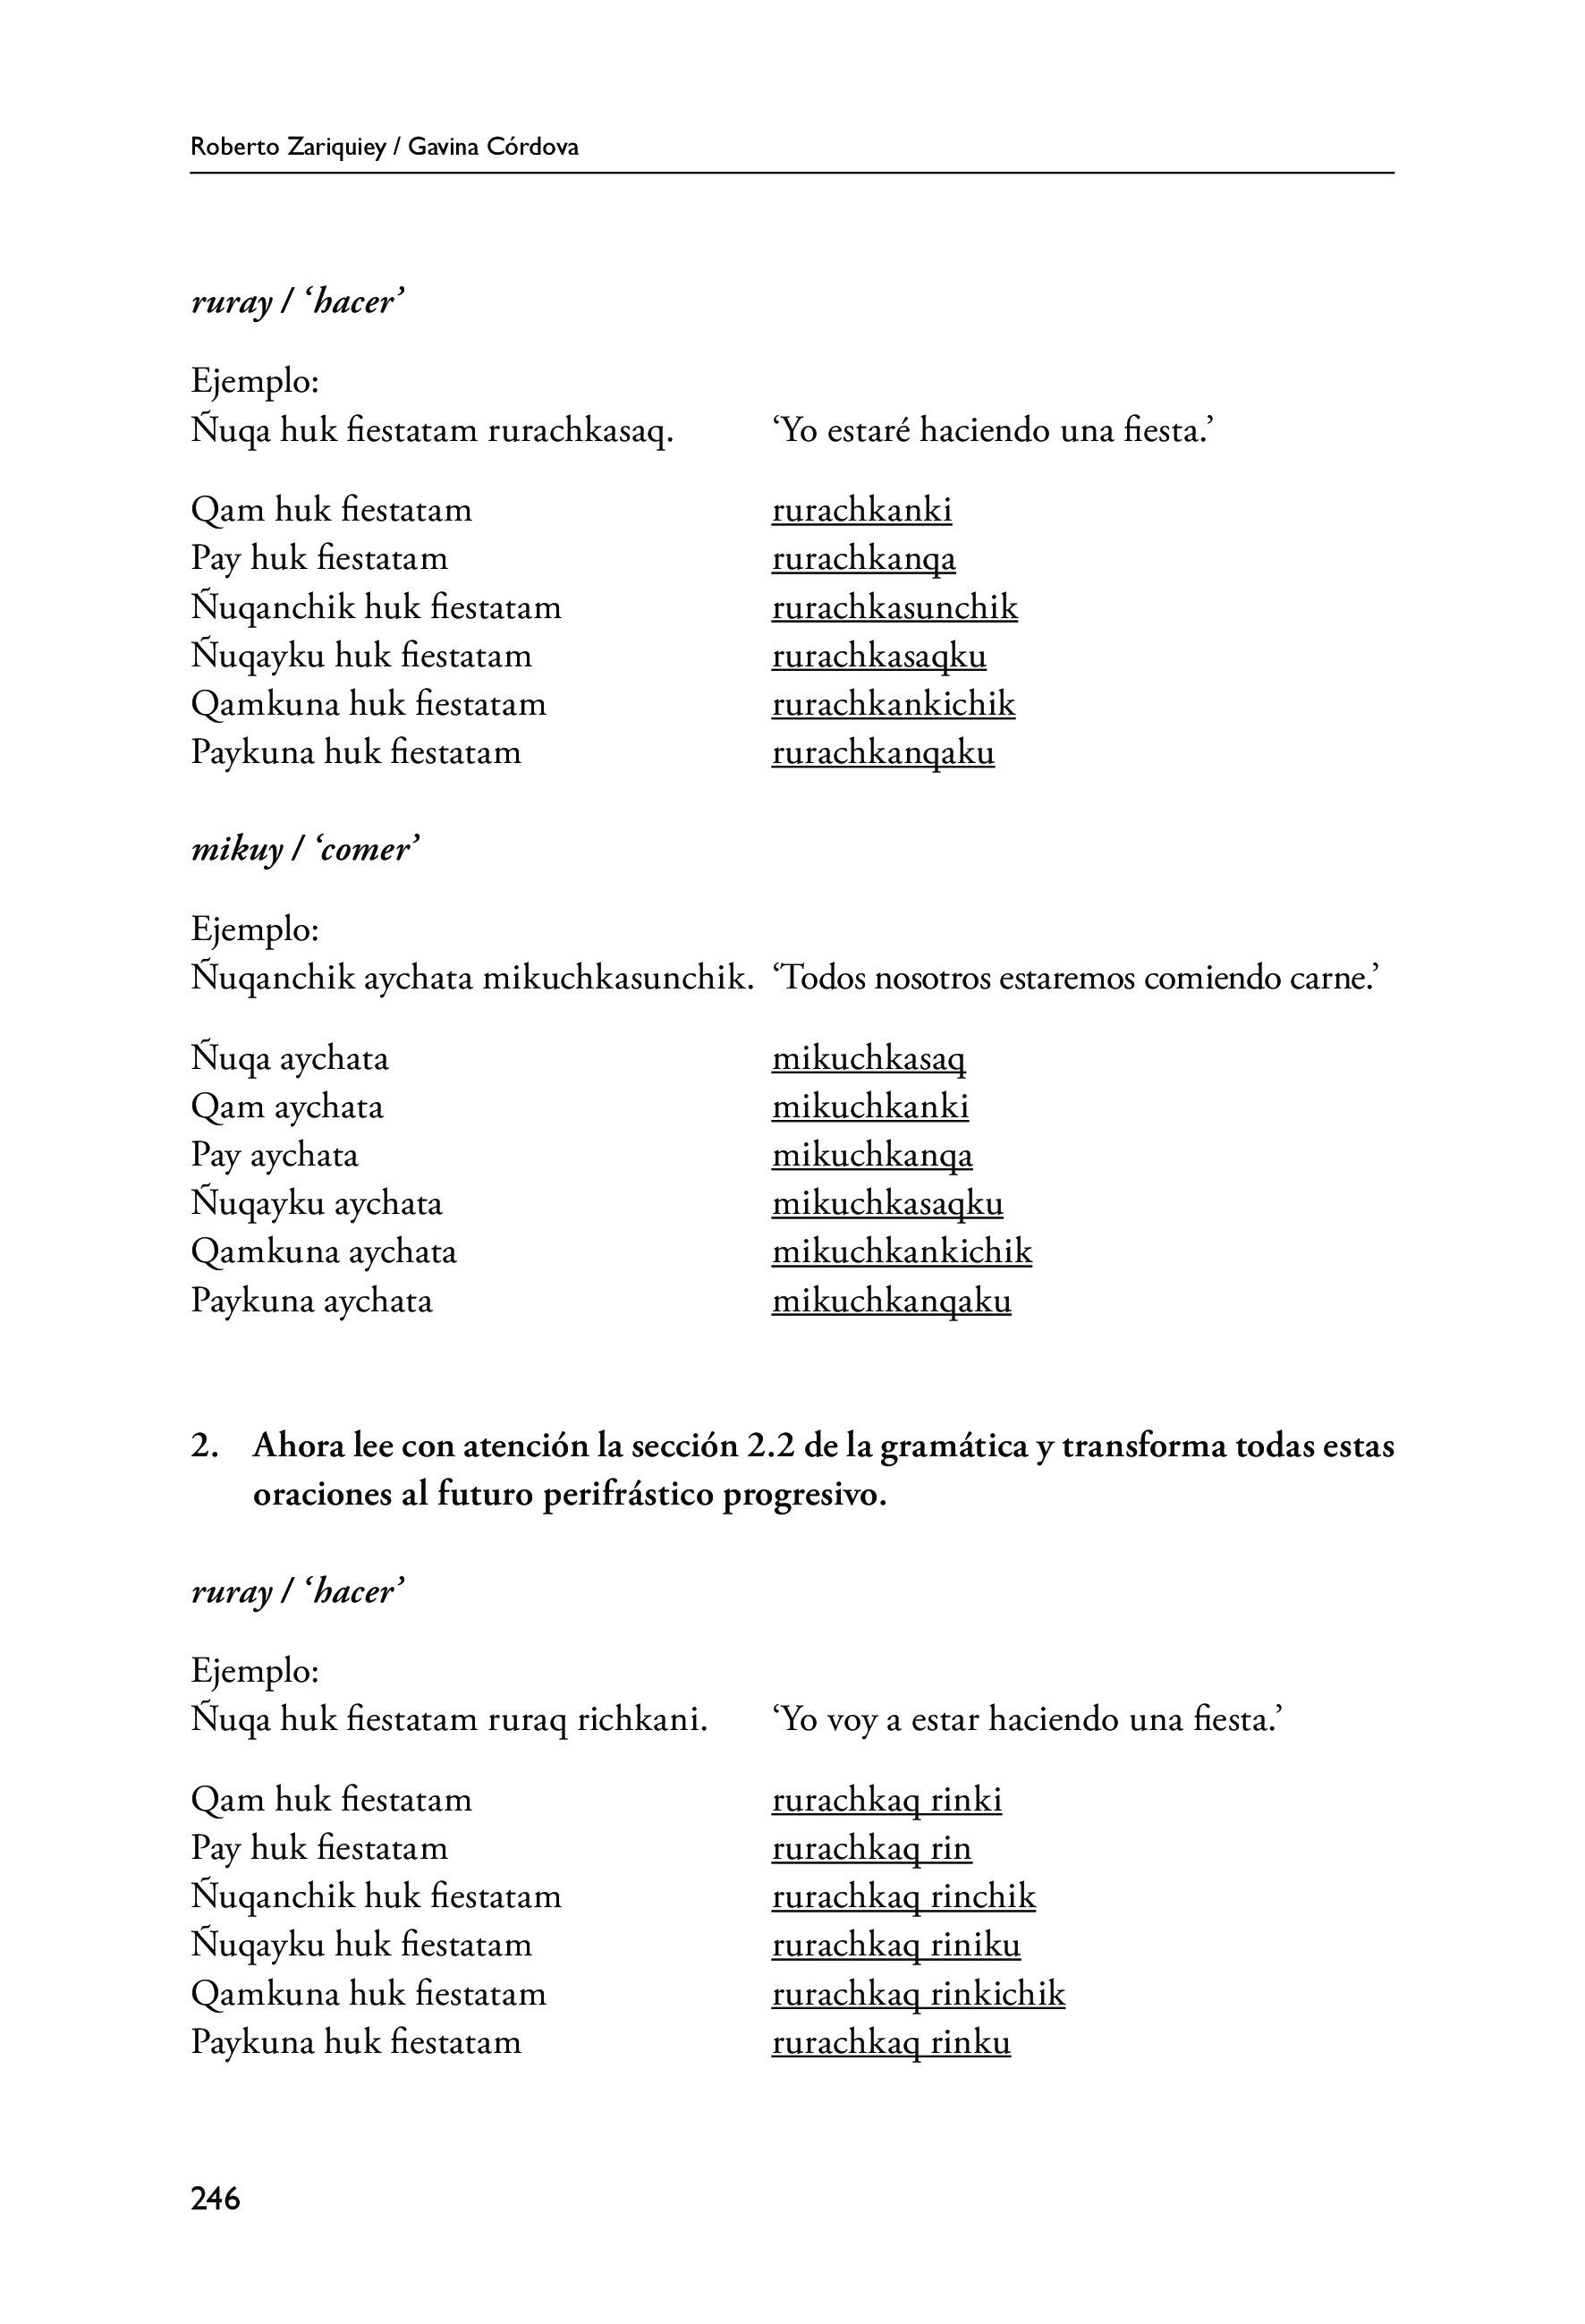 Roberto Zariquiey / Gavina Córdova
ruray / ‘hacer’
Ejemplo:
Ñuqa huk fiestatam rurachkasaq. ‘Yo estaré haciendo una fiesta.’
Qam huk fiestatam rurachkanki
Pay huk fiestatam rurachkanqa
Ñuqanchik huk fiestatam rurachkasunchik
Ñuqayku huk fiestatam rurachkasaqku
Qamkuna huk fiestatam rurachkankichik
Paykuna huk fiestatam rurachkanqaku
mikuy / ‘comer’
Ejemplo:
Ñuqanchik aychata mikuchkasunchik. ‘Todos nosotros estaremos comiendo carne.’
Ñuqa aychata mikuchkasaq
Qam aychata mikuchkanki
Pay aychata mikuchkanqa
Ñuqayku aychata mikuchkasaqku
Qamkuna aychata mikuchkankichik
Paykuna aychata mikuchkanqaku
2. Ahora lee con atención la sección 2.2 de la gramática y transforma todas estas
oraciones al futuro perifrástico progresivo.
ruray / ‘hacer’
Ejemplo:
Ñuqa huk fiestatam ruraq richkani. ‘Yo voy a estar haciendo una fiesta.’
Qam huk fiestatam rurachkaq rinki
Pay huk fiestatam rurachkaq rin
Ñuqanchik huk fiestatam rurachkaq rinchik
Ñuqayku huk fiestatam rurachkaq riniku
Qamkuna huk fiestatam rurachkaq rinkichik
Paykuna huk fiestatam rurachkaq rinku
246